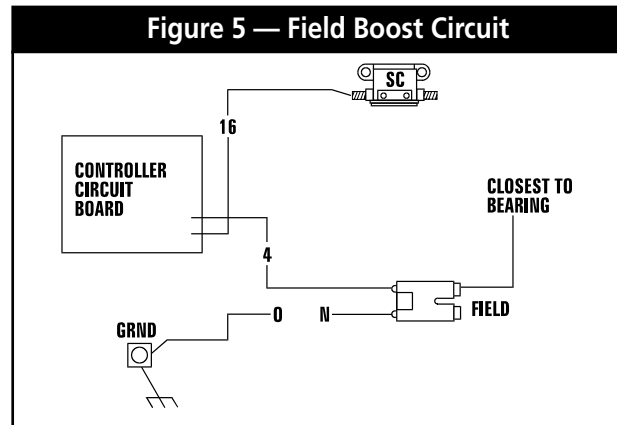 Figure 5 — Field Boost Circuit
SC
16
CONTROLLER
CIRCUIT
BOARD
CLOSEST TO
BEARING
4
0 N
FIELD
GRND